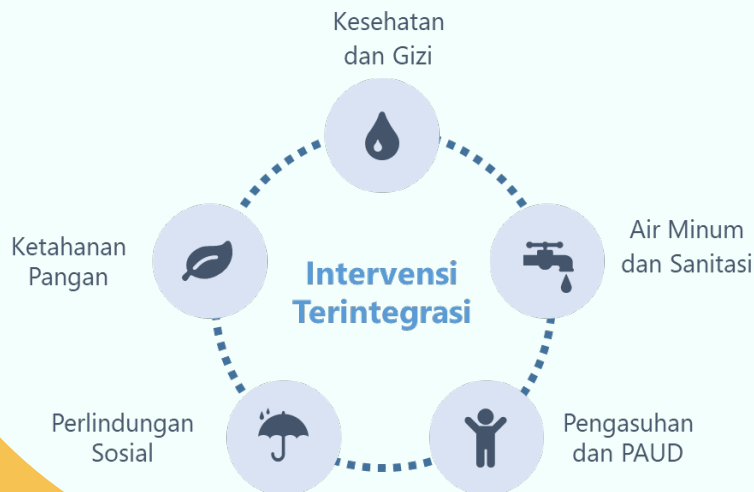 Kesehatan
dan Gizi
Air Minum
dan Sanitasi
Ketahanan
Pangan
Intervensi
Terintegrasi
Perlindungan
Sosial
Pengasuhan
dan PAUD